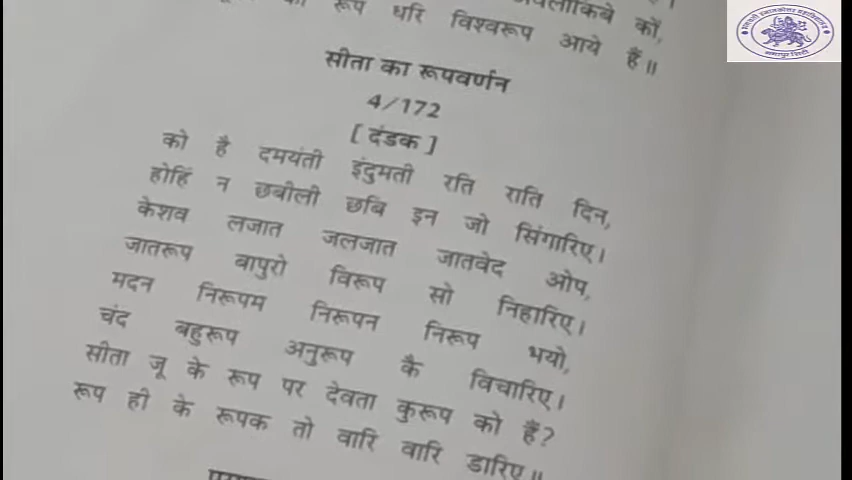 रूप धरि विश्वरूप आये हैं॥
सीता का रूपवर्णन
4/172
[ दंडक ]
को है दमयंती इंदुमती रति राति दिन,
होहिं न छबीली छबि इन जो सिंगारिए।
केशव लजात जलजात जातवेद ओप,
जातरूप वापुरो विरूप सो निहारिए।
मदन निरूपम निरूपन निरूप भयो,
चंद बहुरूप अनुरूप कै विचारिए।
सीता जू के रूप पर देवता कुरूप को हैं?
रूप ही के रूपक तो वारि वारि डारिए॥